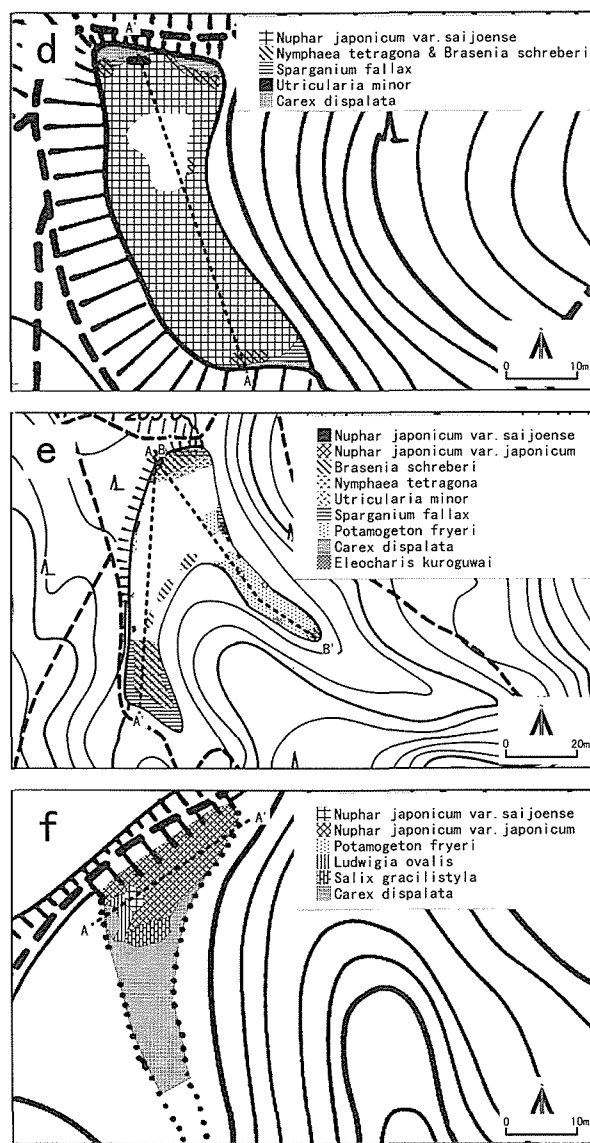 d
Nuphar japonicum var. saijoense
Nymphaea tetragona & Brasenia schreberi
Sparganium fallax
Utricularia minor
Carex dispalata
A'
A
0 10m
e
Nuphar japonicum var. saijoense
Nuphar japonicum var. japonicum
Brasenia schreberi
Nymphaea tetragona
Utricularia minor
Sparganium fallax
Potamogeton fryeri
Carex dispalata
Eleocharis kuroguwai
A B
B'
A'
0 20m
f
Nuphar japonicum var. saijoense
Nuphar japonicum var. japonicum
Potamogeton fryeri
Ludwigia ovalis
Salix gracilistyla
Carex dispalata
A'
A
0 10m